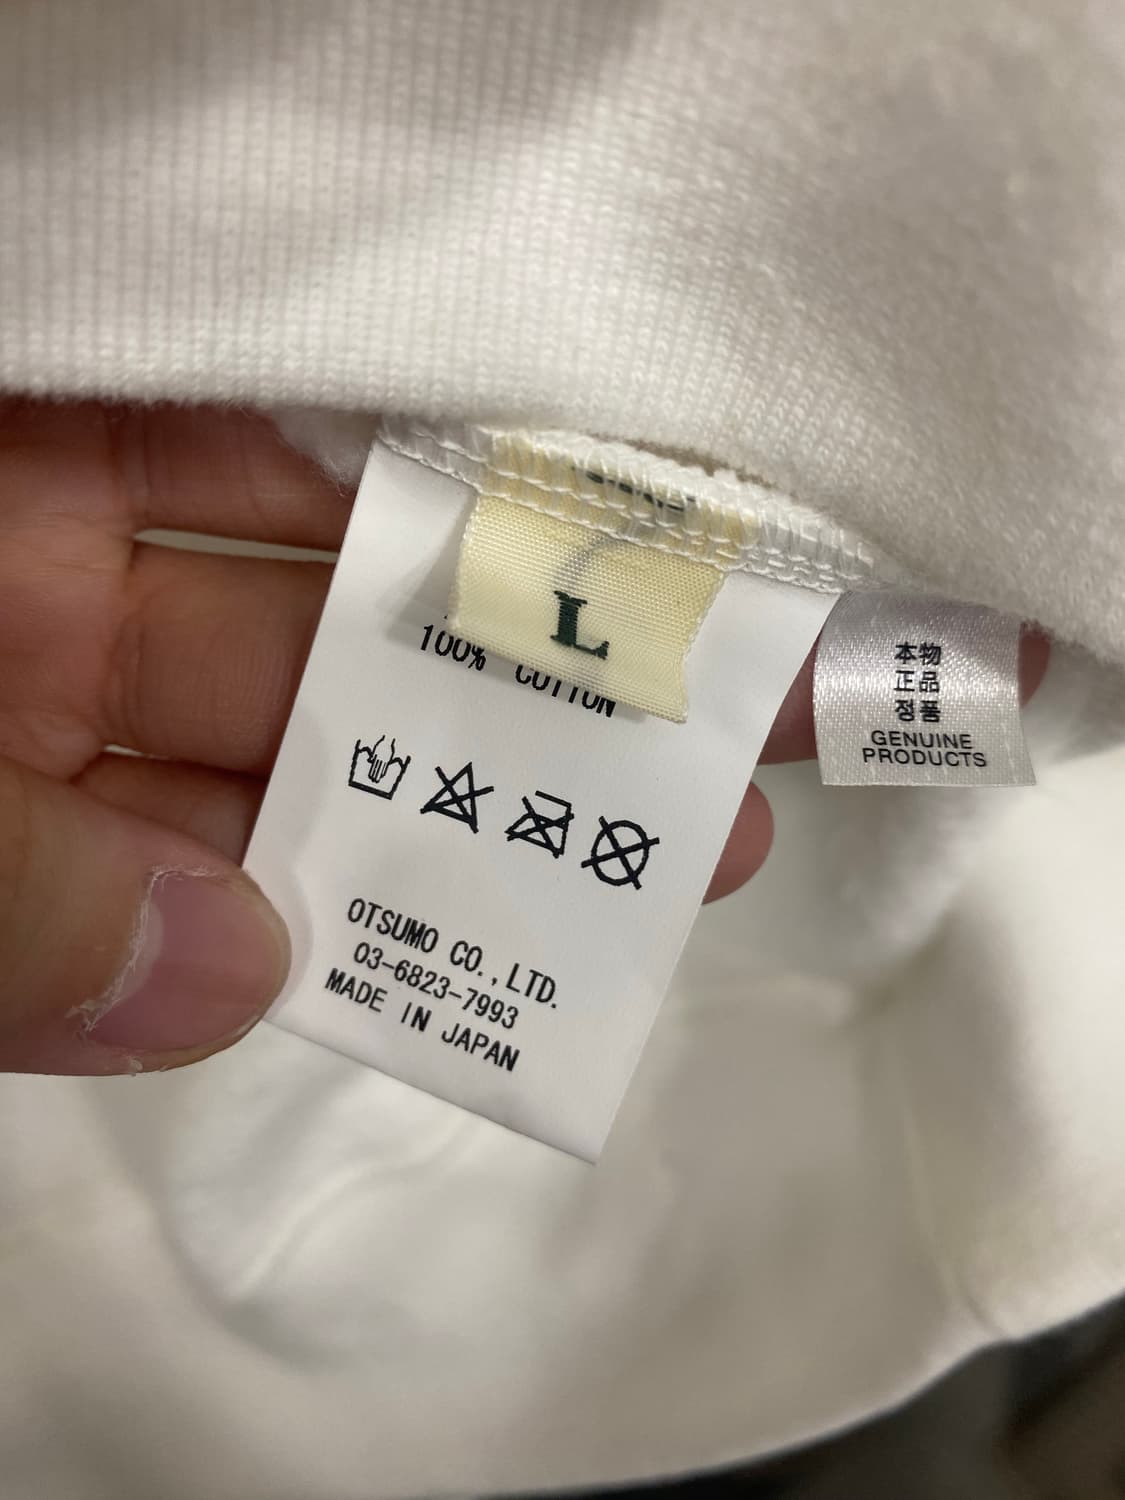 L
100% COTTON
OTSUMO CO.,LTD.
03-6823-7993
MADE IN JAPAN
本物
正品
정품
GENUINE
PRODUCTS